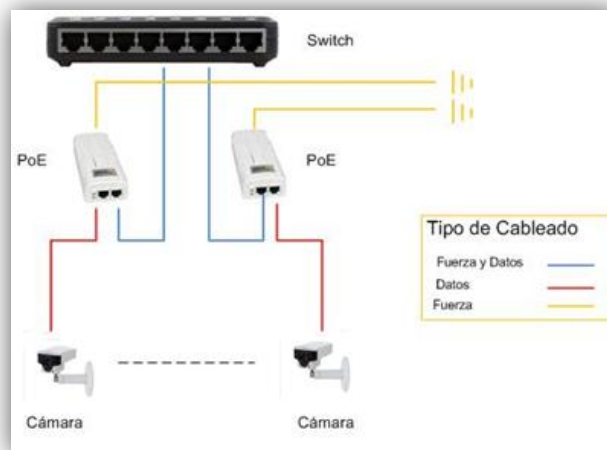 Switch
PoE
PoE
Tipo de Cableado
Fuerza y Datos
Datos
Fuerza
Cámara
Cámara